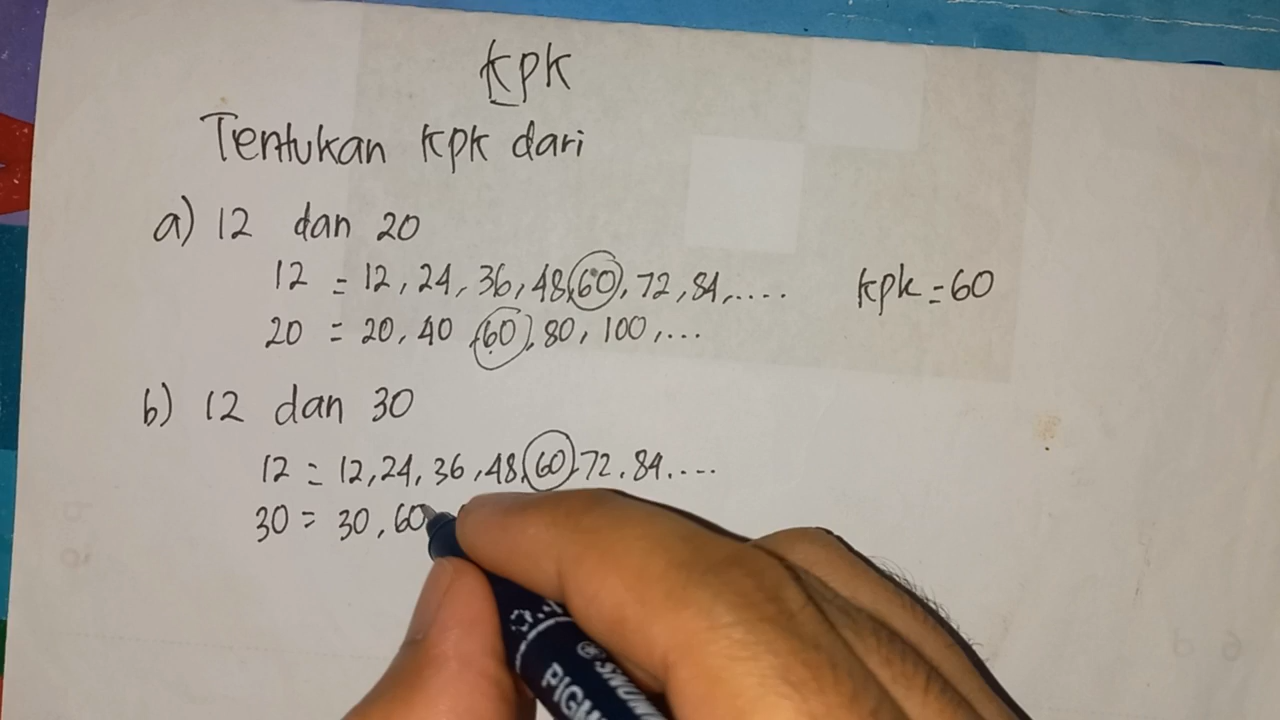 KPK
Tentukan KPK dari
a) 12 dan 20
12 = 12, 24, 36, 48, 60, 72, 84, .... KPK = 60
20 = 20, 40, 60, 80, 100, ...
b) 12 dan 30
12 = 12, 24, 36, 48, 60, 72, 84 ....
30 = 30, 60
PIGM